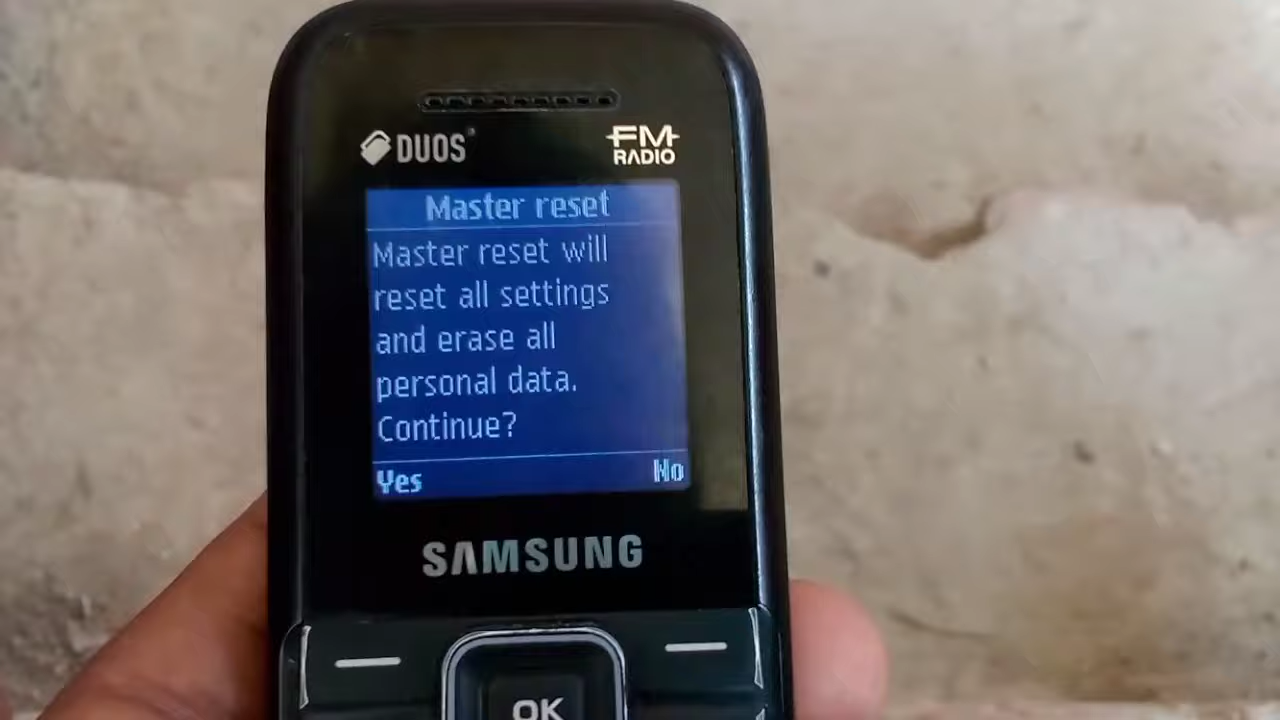 DUOS
FM
RADIO
Master reset
Master reset will
reset all settings
and erase all
personal data.
Continue?
Yes No
SAMSUNG
OK